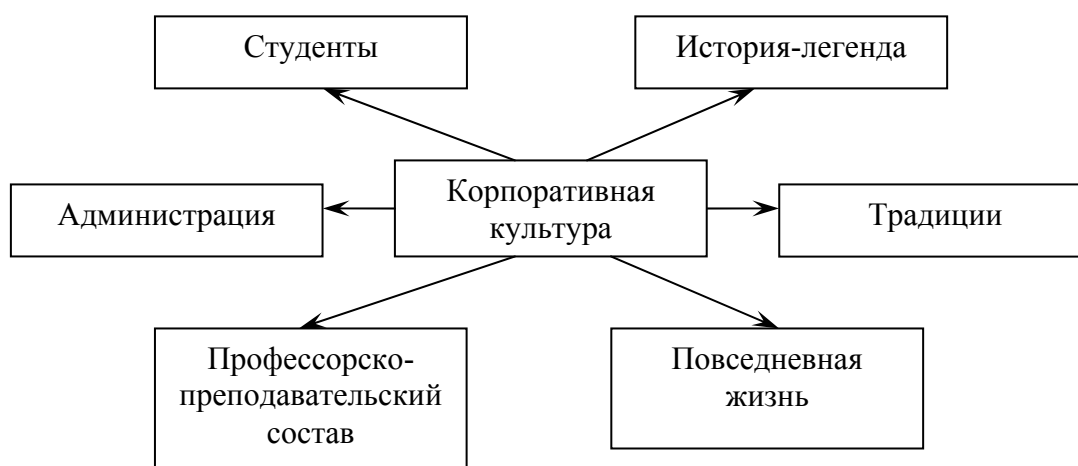 Студенты
История-легенда
Администрация
Корпоративная
культура
Традиции
Профессорско-
преподавательский
состав
Повседневная
жизнь